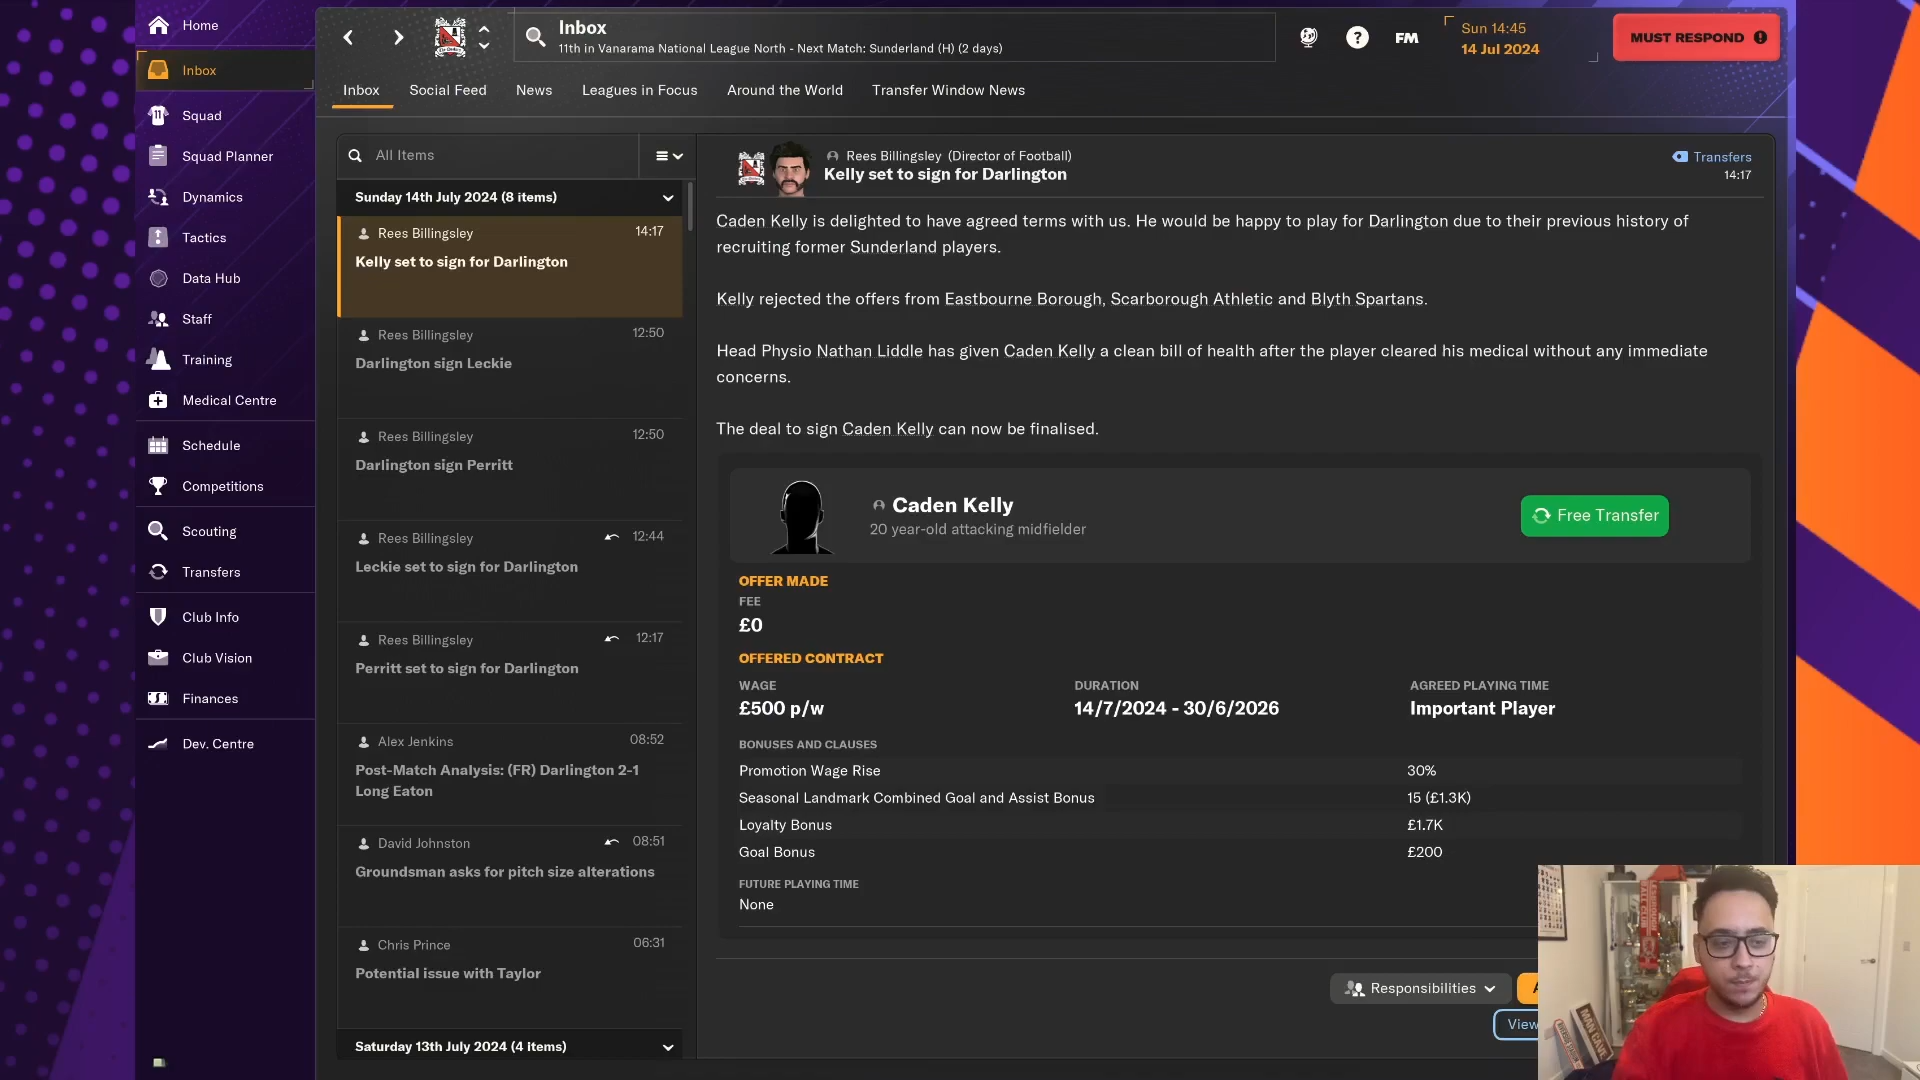 Home
Inbox
Squad
Squad Planner
Dynamics
Tactics
Data Hub
Staff
Training
Medical Centre
Schedule
Competitions
Scouting
Transfers
Club Info
Club Vision
Finances
Dev. Centre
Inbox
11th in Vanarama National League North - Next Match: Sunderland (H) (2 days)
FM
Sun 14:45
14 Jul 2024
MUST RESPOND
Inbox
Social Feed
News
Leagues in Focus
Around the World
Transfer Window News
All Items
Sunday 14th July 2024 (8 items)
Rees Billingsley 14:17
Kelly set to sign for Darlington
Rees Billingsley 12:50
Darlington sign Leckie
Rees Billingsley 12:50
Darlington sign Perritt
Rees Billingsley 12:44
Leckie set to sign for Darlington
Rees Billingsley 12:17
Perritt set to sign for Darlington
Alex Jenkins 08:52
Post-Match Analysis: (FR) Darlington 2-1
Long Eaton
David Johnston 08:51
Groundsman asks for pitch size alterations
Chris Prince 06:31
Potential issue with Taylor
Saturday 13th July 2024 (4 items)
Rees Billingsley (Director of Football)
Kelly set to sign for Darlington
Transfers
14:17
Caden Kelly is delighted to have agreed terms with us. He would be happy to play for Darlington due to their previous history of
recruiting former Sunderland players.
Kelly rejected the offers from Eastbourne Borough, Scarborough Athletic and Blyth Spartans.
Head Physio Nathan Liddle has given Caden Kelly a clean bill of health after the player cleared his medical without any immediate
concerns.
The deal to sign Caden Kelly can now be finalised.
Caden Kelly
20 year-old attacking midfielder
Free Transfer
OFFER MADE
FEE
£0
OFFERED CONTRACT
WAGE DURATION AGREED PLAYING TIME
£500 p/w 14/7/2024 - 30/6/2026 Important Player
BONUSES AND CLAUSES
Promotion Wage Rise 30%
Seasonal Landmark Combined Goal and Assist Bonus 15 (£1.3K)
Loyalty Bonus £1.7K
Goal Bonus £200
FUTURE PLAYING TIME
None
Responsibilities
View
MAN CAVE